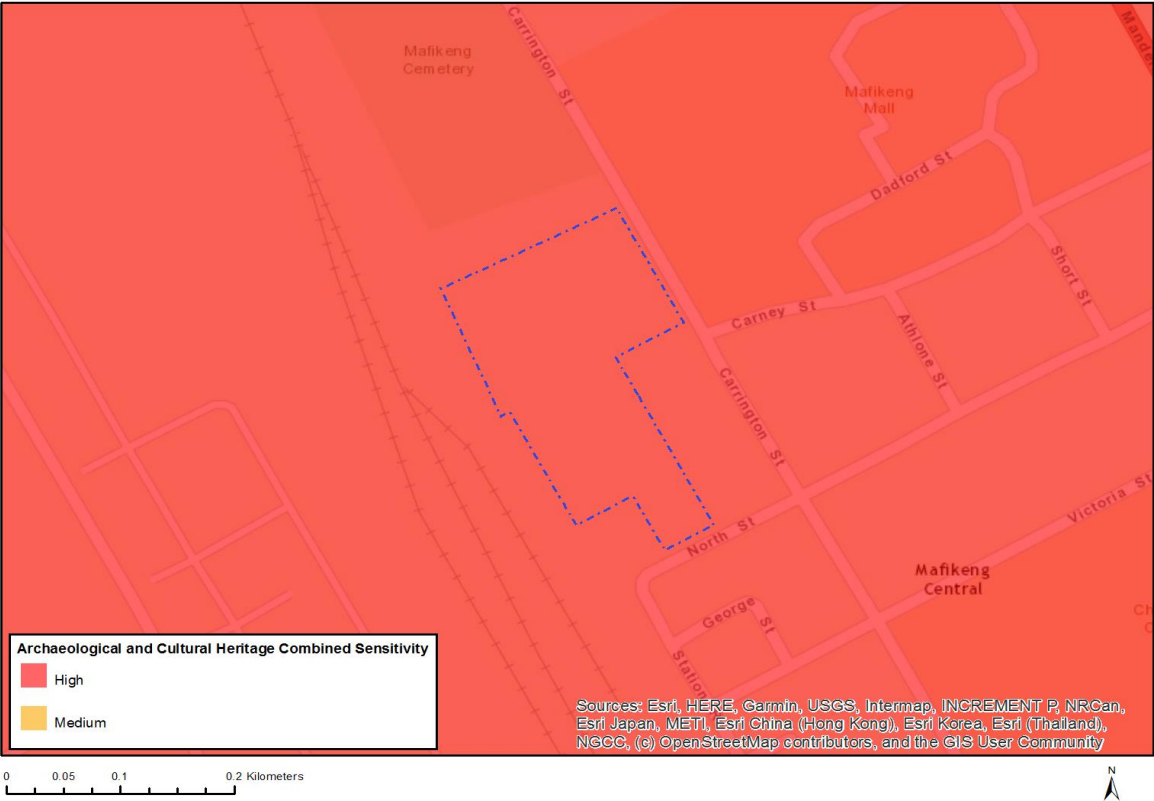 Carrington St
Mafikeng
Cemetery
Mafikeng
Mall
Dadford St
Short St
Carney St
Athlone St
Carrington St
North St
Victoria St
Mafikeng
Central
George St
Station
Archaeological and Cultural Heritage Combined Sensitivity
High
Medium
Sources: Esri, HERE, Garmin, USGS, Intermap, INCREMENT P, NRCan,
Esri Japan, METI, Esri China (Hong Kong), Esri Korea, Esri (Thailand),
NGCC, (c) OpenStreetMap contributors, and the GIS User Community
0 0.05 0.1 0.2 Kilometers
N